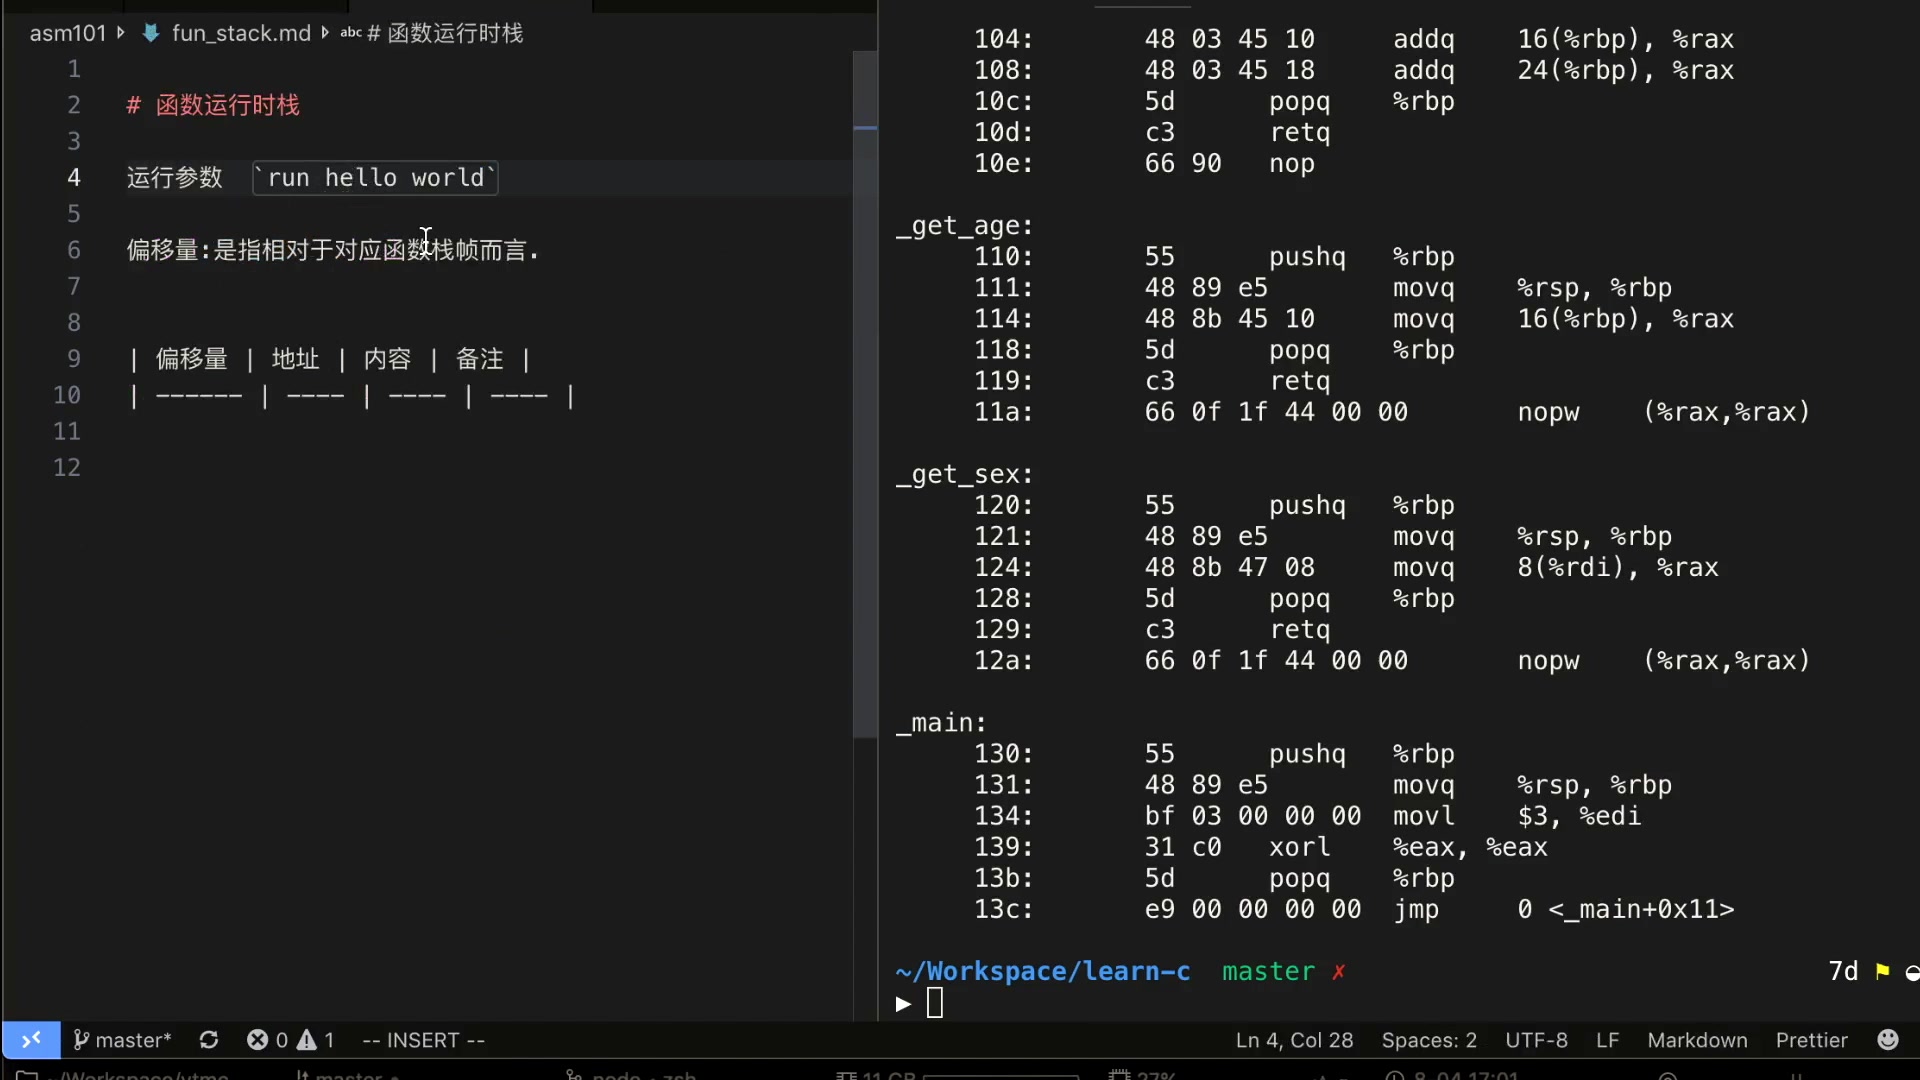 asm101 fun_stack.md abc # 函数运行时栈
1
2 # 函数运行时栈
3
4 运行参数 `run hello world`
5
6 偏移量:是指相对于对应函数栈帧而言.
7
8
9 | 偏移量 | 地址 | 内容 | 备注 |
10 | ------ | ---- | ---- | ---- |
11
12
104: 48 03 45 10 addq 16(%rbp), %rax
108: 48 03 45 18 addq 24(%rbp), %rax
10c: 5d popq %rbp
10d: c3 retq
10e: 66 90 nop
_get_age:
110: 55 pushq %rbp
111: 48 89 e5 movq %rsp, %rbp
114: 48 8b 45 10 movq 16(%rbp), %rax
118: 5d popq %rbp
119: c3 retq
11a: 66 0f 1f 44 00 00 nopw (%rax,%rax)
_get_sex:
120: 55 pushq %rbp
121: 48 89 e5 movq %rsp, %rbp
124: 48 8b 47 08 movq 8(%rdi), %rax
128: 5d popq %rbp
129: c3 retq
12a: 66 0f 1f 44 00 00 nopw (%rax,%rax)
_main:
130: 55 pushq %rbp
131: 48 89 e5 movq %rsp, %rbp
134: bf 03 00 00 00 movl $3, %edi
139: 31 c0 xorl %eax, %eax
13b: 5d popq %rbp
13c: e9 00 00 00 00 jmp 0 <_main+0x11>
~/Workspace/learn-c master ✗ 7d
master* 0 1 -- INSERT -- Ln 4, Col 28 Spaces: 2 UTF-8 LF Markdown Prettier